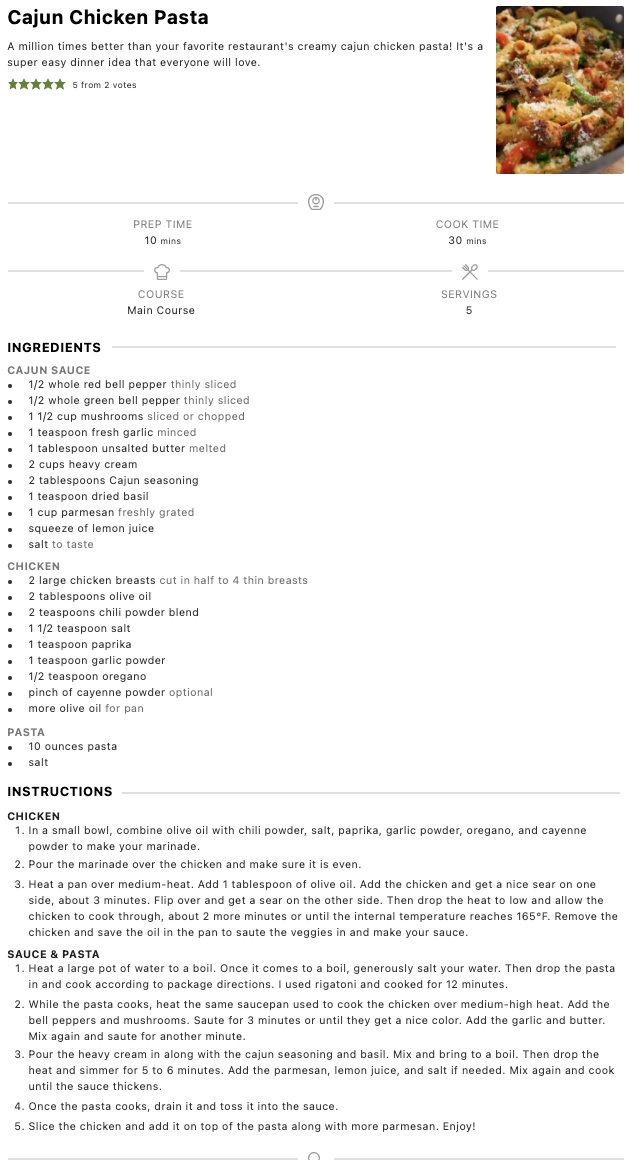 Cajun Chicken Pasta
A million times better than your favorite restaurant's creamy cajun chicken pasta! It's a
super easy dinner idea that everyone will love.
5 from 2 votes
PREP TIME
10 mins
COOK TIME
30 mins
COURSE
Main Course
SERVINGS
5
INGREDIENTS
CAJUN SAUCE
• 1/2 whole red bell pepper thinly sliced
• 1/2 whole green bell pepper thinly sliced
• 1 1/2 cup mushrooms sliced or chopped
• 1 teaspoon fresh garlic minced
• 1 tablespoon unsalted butter melted
• 2 cups heavy cream
• 2 tablespoons Cajun seasoning
• 1 teaspoon dried basil
• 1 cup parmesan freshly grated
• squeeze of lemon juice
• salt to taste
CHICKEN
• 2 large chicken breasts cut in half to 4 thin breasts
• 2 tablespoons olive oil
• 2 teaspoons chili powder blend
• 1 1/2 teaspoon salt
• 1 teaspoon paprika
• 1 teaspoon garlic powder
• 1/2 teaspoon oregano
• pinch of cayenne powder optional
• more olive oil for pan
PASTA
• 10 ounces pasta
• salt
INSTRUCTIONS
CHICKEN
1. In a small bowl, combine olive oil with chili powder, salt, paprika, garlic powder, oregano, and cayenne
powder to make your marinade.
2. Pour the marinade over the chicken and make sure it is even.
3. Heat a pan over medium-heat. Add 1 tablespoon of olive oil. Add the chicken and get a nice sear on one
side, about 3 minutes. Flip over and get a sear on the other side. Then drop the heat to low and allow the
chicken to cook through, about 2 more minutes or until the internal temperature reaches 165°F. Remove the
chicken and save the oil in the pan to saute the veggies in and make your sauce.
SAUCE & PASTA
1. Heat a large pot of water to a boil. Once it comes to a boil, generously salt your water. Then drop the pasta
in and cook according to package directions. I used rigatoni and cooked for 12 minutes.
2. While the pasta cooks, heat the same saucepan used to cook the chicken over medium-high heat. Add the
bell peppers and mushrooms. Saute for 3 minutes or until they get a nice color. Add the garlic and butter.
Mix again and saute for another minute.
3. Pour the heavy cream in along with the cajun seasoning and basil. Mix and bring to a boil. Then drop the
heat and simmer for 5 to 6 minutes. Add the parmesan, lemon juice, and salt if needed. Mix again and cook
until the sauce thickens.
4. Once the pasta cooks, drain it and toss it into the sauce.
5. Slice the chicken and add it on top of the pasta along with more parmesan. Enjoy!